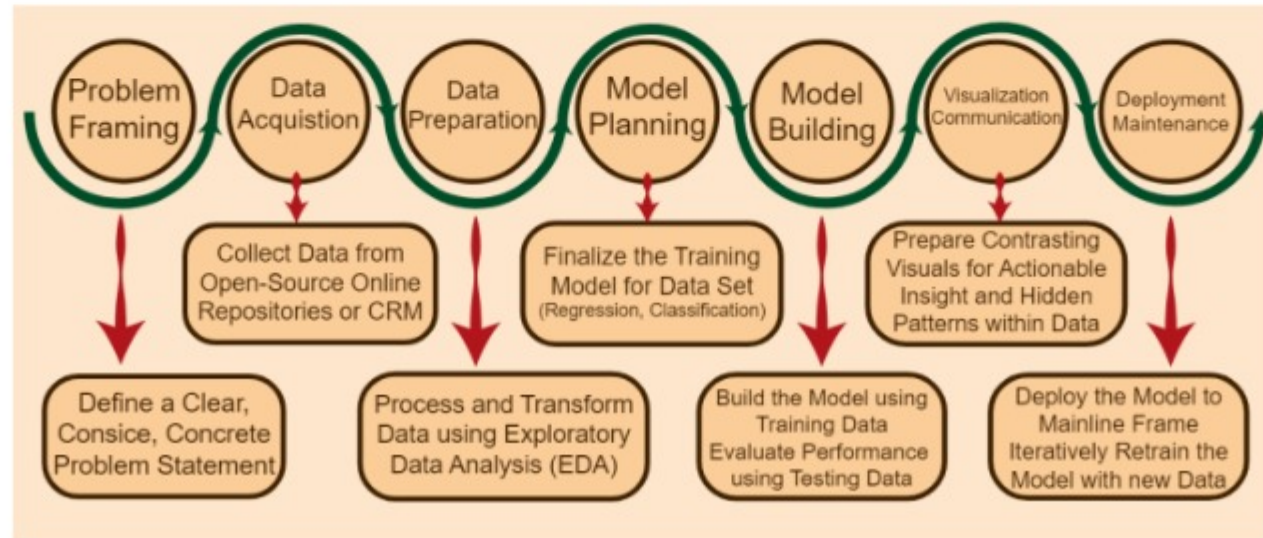 Problem
Framing
Data
Acquistion
Data
Preparation
Model
Planning
Model
Building
Visualization
Communication
Deployment
Maintenance
Collect Data from
Open-Source Online
Repositories or CRM
Finalize the Training
Model for Data Set
(Regression, Classification)
Prepare Contrasting
Visuals for Actionable
Insight and Hidden
Patterns within Data
Define a Clear,
Consice, Concrete
Problem Statement
Process and Transform
Data using Exploratory
Data Analysis (EDA)
Build the Model using
Training Data
Evaluate Performance
using Testing Data
Deploy the Model to
Mainline Frame
Iteratively Retrain the
Model with new Data